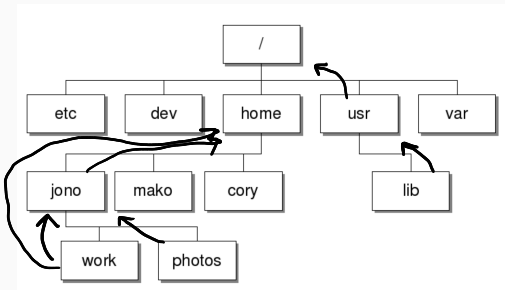 /
etc dev home usr var
jono mako cory lib
work photos